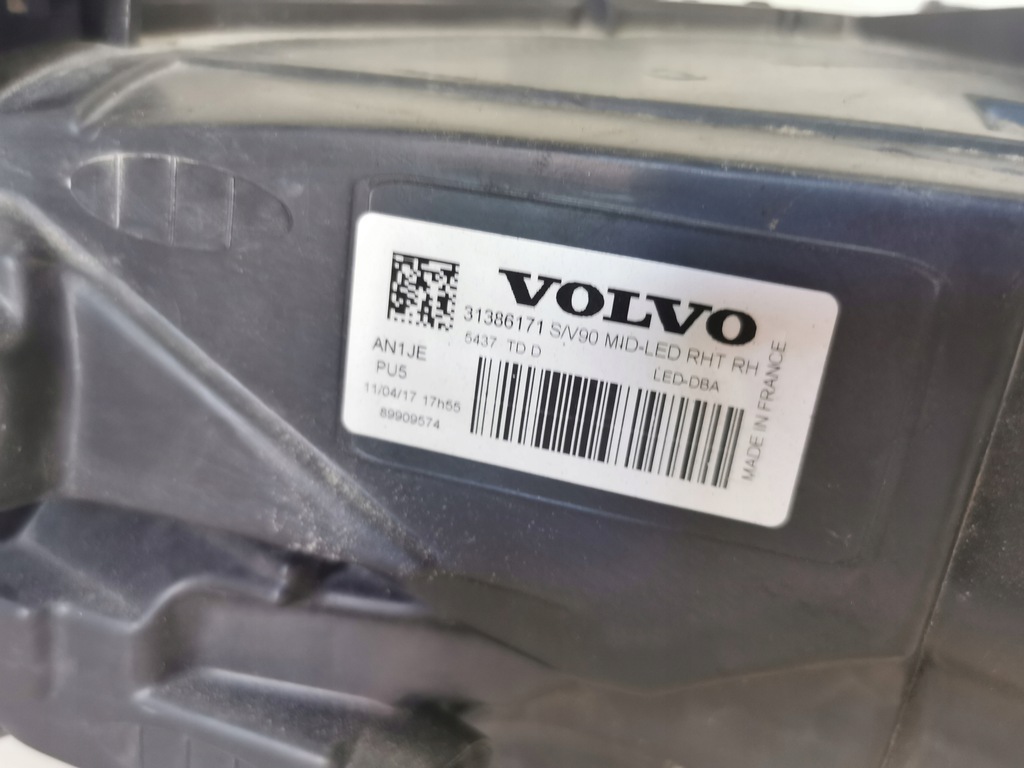 VOLVO
31386171 S/V90 MID-LED RHT RH
5437 TD D
LED-DBA
AN1JE
PU5
11/04/17 17h55
89909574
MADE IN FRANCE